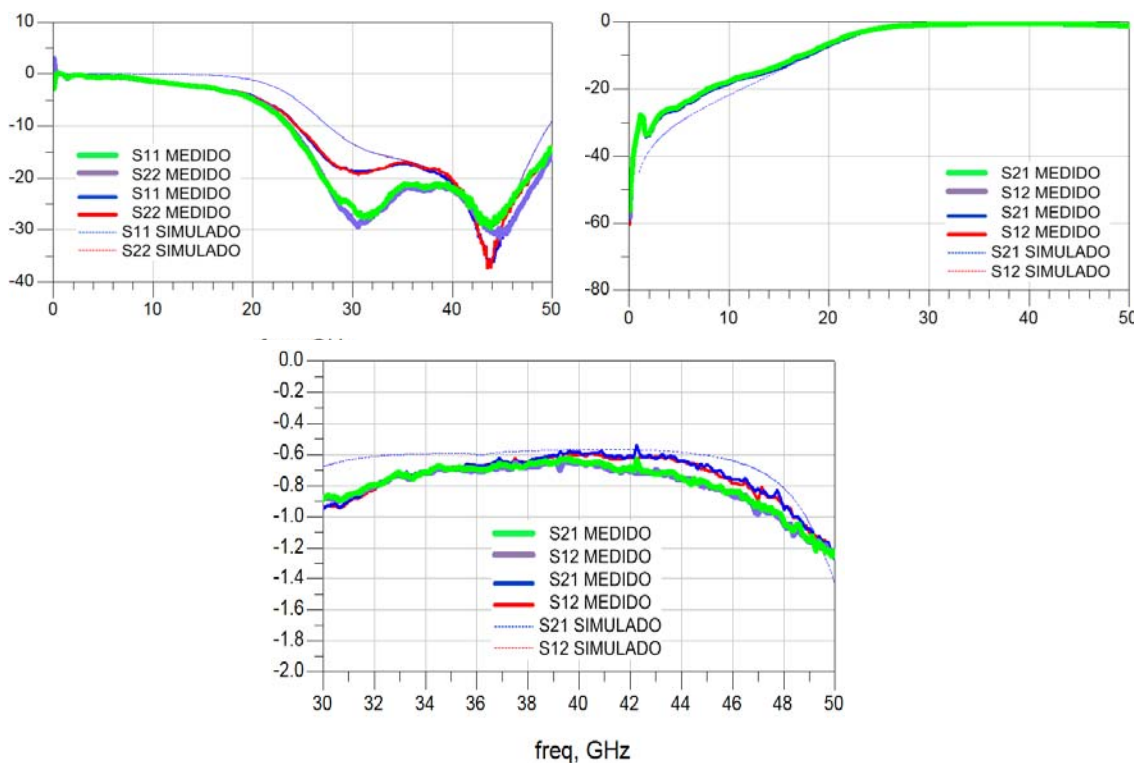 10
0
-10
-20
-30
-40
S11 MEDIDO
S22 MEDIDO
S11 MEDIDO
S22 MEDIDO
S11 SIMULADO
S22 SIMULADO
0 10 20 30 40 50
0
-20
-40
-60
-80
S21 MEDIDO
S12 MEDIDO
S21 MEDIDO
S12 MEDIDO
S21 SIMULADO
S12 SIMULADO
0 10 20 30 40 50
0.0
-0.2
-0.4
-0.6
-0.8
-1.0
-1.2
-1.4
-1.6
-1.8
-2.0
S21 MEDIDO
S12 MEDIDO
S21 MEDIDO
S12 MEDIDO
S21 SIMULADO
S12 SIMULADO
30 32 34 36 38 40 42 44 46 48 50
freq, GHz